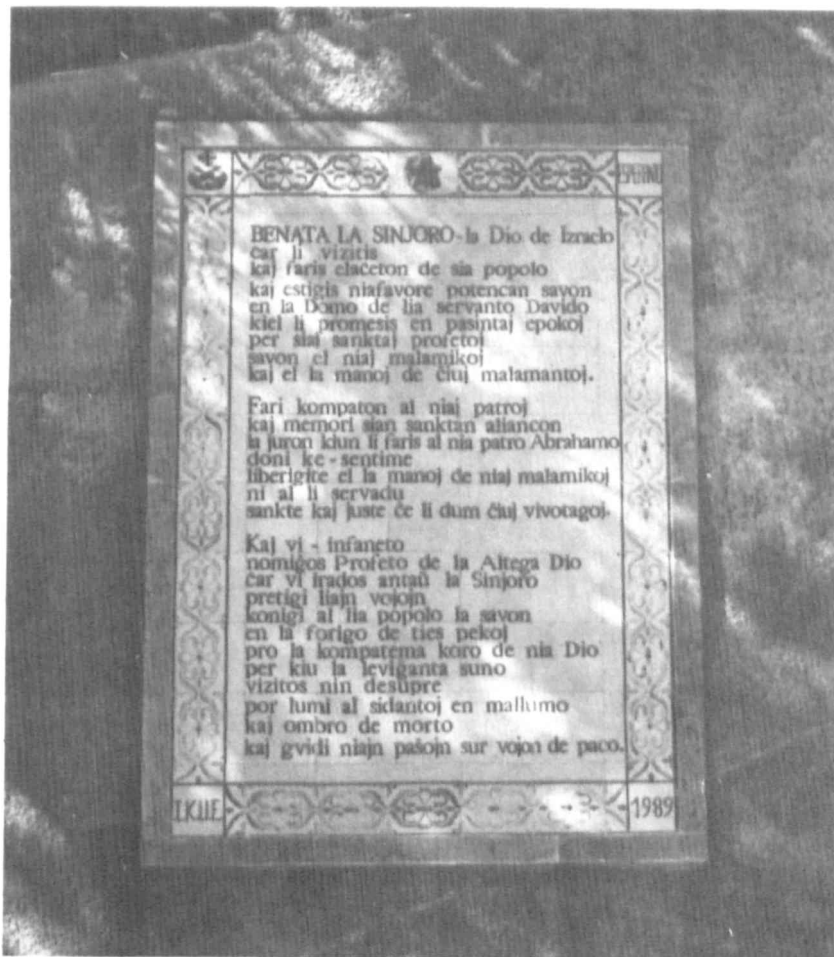 BENATA LA SINJORO-la Dio de Izraelo
ĉar li vizitis
kaj faris elaĉeton de sia popolo
kaj estigis niafavore potencan savon
en la Domo de lia servanto Davido
kiel li promesis en pasintaj epokoj
per siaj sanktaj profetoj
savon el niaj malamikoj
kaj el la manoj de ĉiuj malamantoj.
Fari kompaton al niaj patroj
kaj memori sian sanktan aliancon
la juron kiun li faris al nia patro Abrahamo
doni ke-sentime
liberigite el la manoj de niaj malamikoj
ni al li servadu
sankte kaj juste ĉe li dum ĉiuj vivotagoj.
Kaj vi - infaneto
nomiĝos Profeto de la Altega Dio
ĉar vi irados antaŭ la Sinjoro
pretigi liajn vojojn
konigi al lia popolo la savon
en la forigo de ties pekoj
pro la kompatema koro de nia Dio
per kiu la leviĝanta suno
vizitos nin desupre
por lumi al sidantoj en mallumo
kaj ombro de morto
kaj gvidi niajn paŝojn sur vojon de paco.
I.K.U.E. 1989